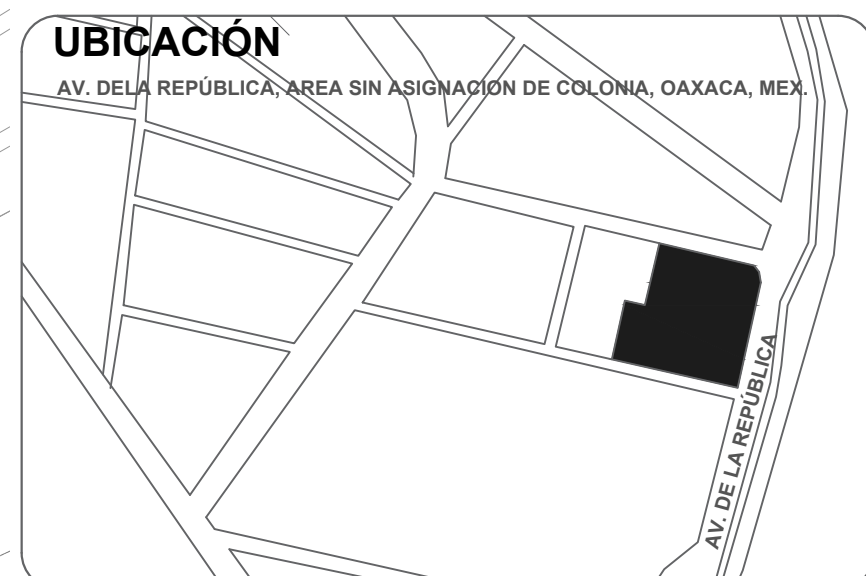 UBICACIÓN
AV. DELA REPÚBLICA, AREA SIN ASIGNACION DE COLONIA, OAXACA, MEX.
AV. DE LA REPÚBLICA